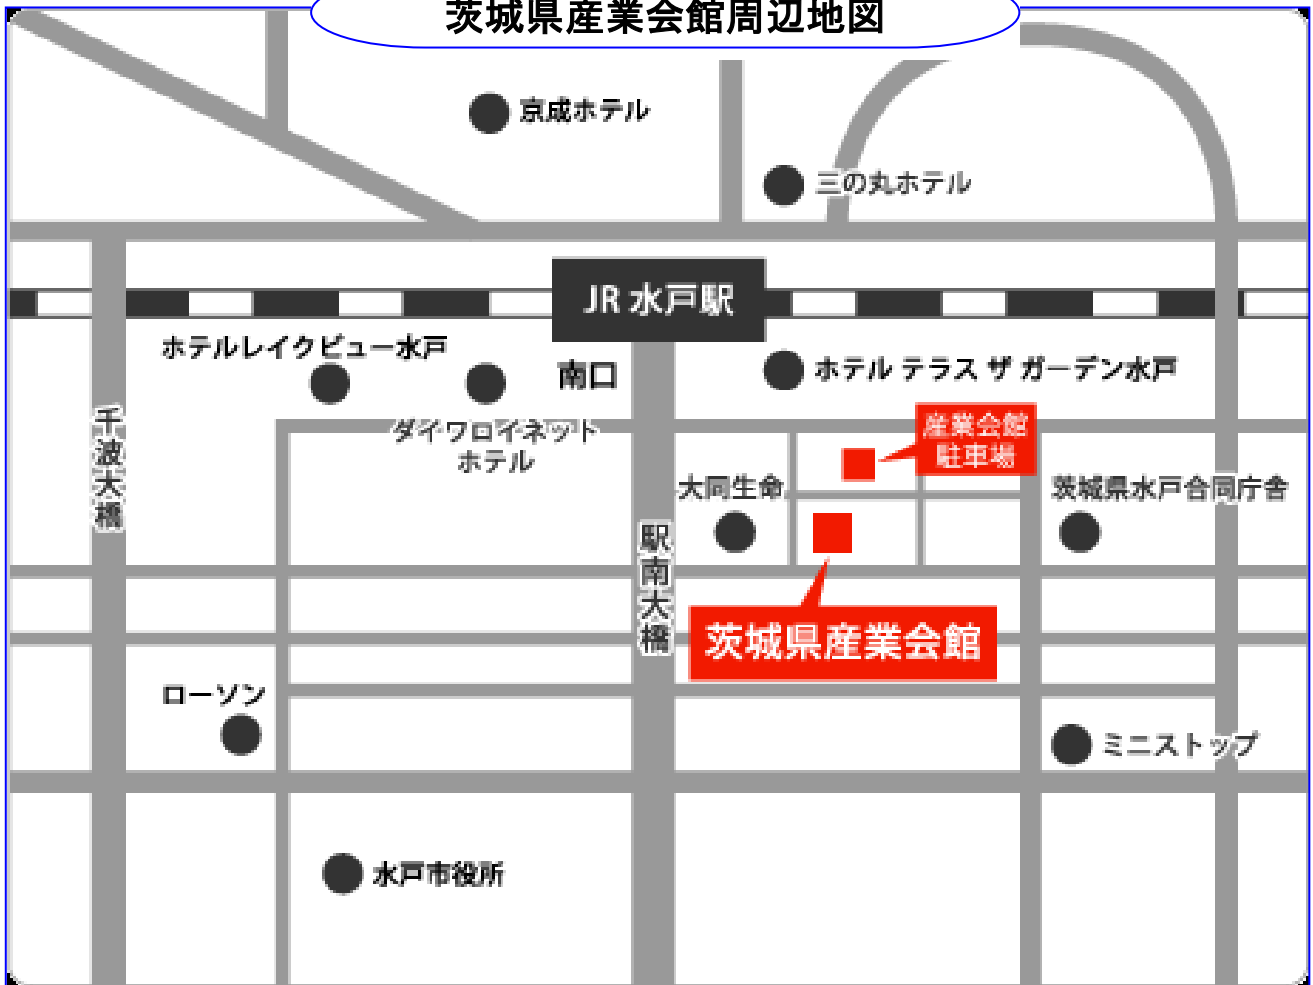 茨城県産業会館周辺地図
京成ホテル
三の丸ホテル
JR 水戸駅
ホテルレイクビュー水戸
南口
ホテル テラス ザ ガーデン水戸
ダイワロイネット
ホテル
千波大橋
産業会館
駐車場
大同生命
茨城県水戸合同庁舎
駅南大橋
茨城県産業会館
ローソン
ミニストップ
水戸市役所